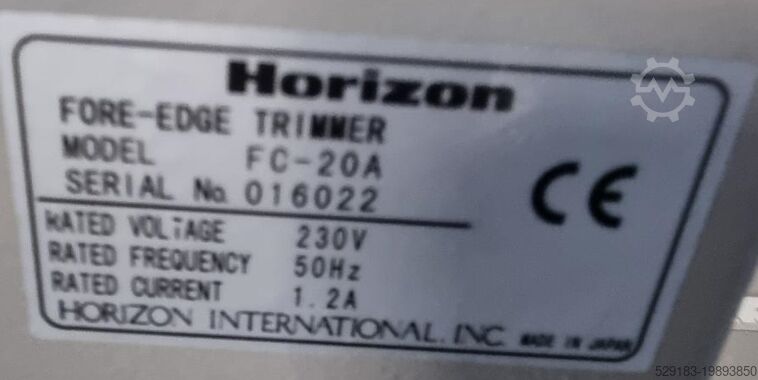 Horizon
FORE-EDGE TRIMMER
MODEL FC-20A
SERIAL No. 016022
CE
RATED VOLTAGE 230V
RATED FREQUENCY 50Hz
RATED CURRENT 1.2A
HORIZON INTERNATIONAL, INC. MADE IN JAPAN
529183-19893850